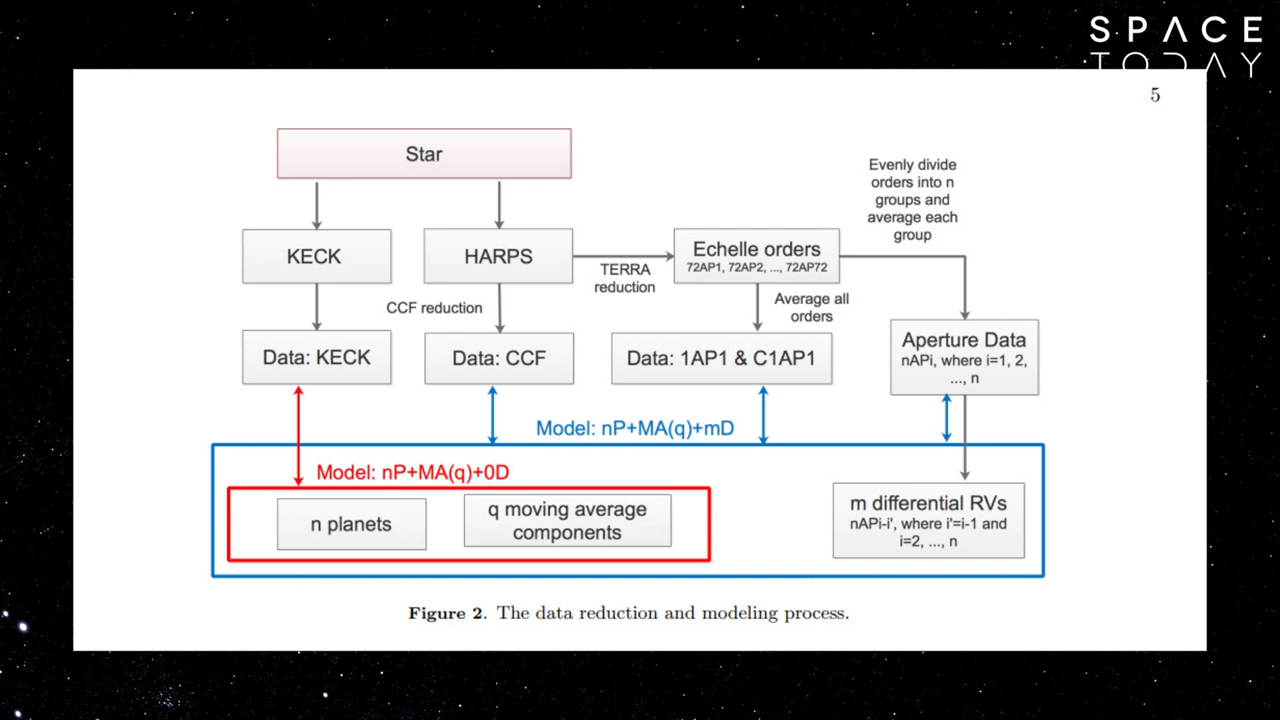 SPACE
TODAY
5
Star
Evenly divide
orders into n
groups and
average each
group
KECK
HARPS
TERRA
reduction
Echelle orders
72AP1, 72AP2, ..., 72AP72
CCF reduction
Average all
orders
Data: KECK
Data: CCF
Data: 1AP1 & C1AP1
Aperture Data
nAPi, where i=1, 2,
..., n
Model: nP+MA(q)+mD
Model: nP+MA(q)+0D
n planets
q moving average
components
m differential RVs
nAPi-i', where i'=i-1 and
i=2, ..., n
Figure 2. The data reduction and modeling process.